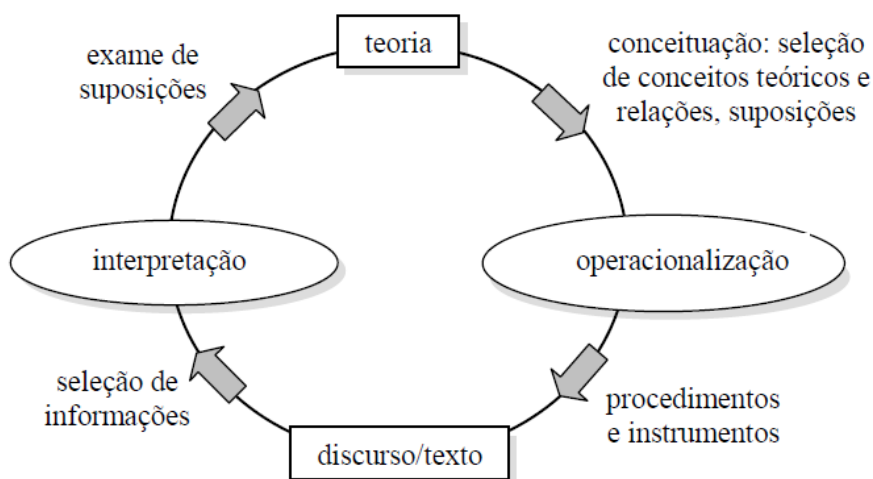 teoria
exame de
suposições
conceituação: seleção
de conceitos teóricos e
relações, suposições
interpretação
operacionalização
seleção de
informações
procedimentos
e instrumentos
discurso/texto